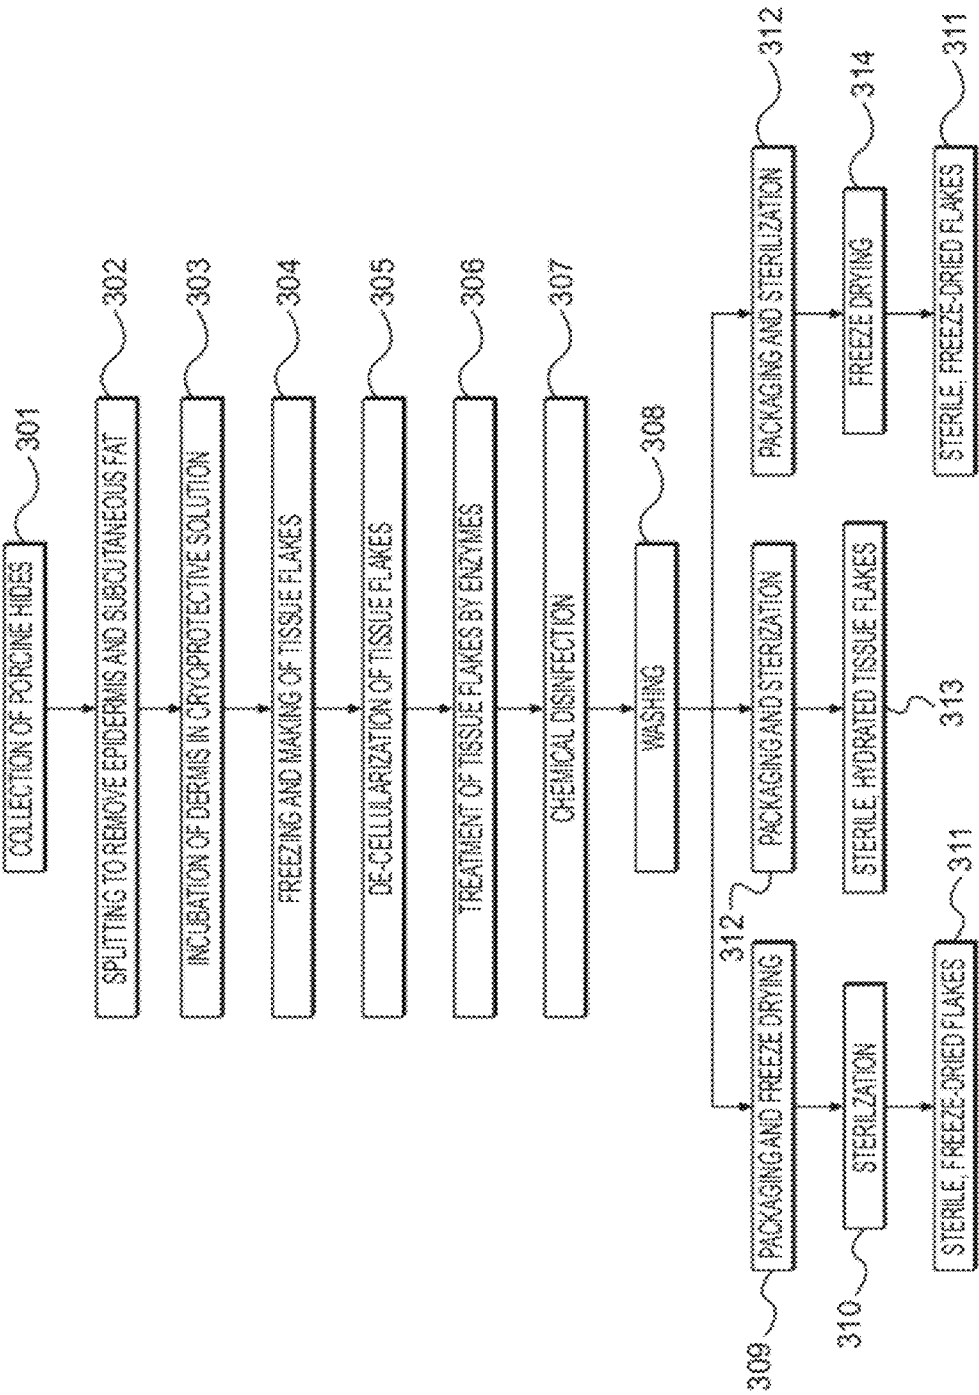 COLLECTION OF PORCINE HIDES
301
SPLITTING TO REMOVE EPIDERMIS AND SUBCUTANEOUS FAT
302
INCUBATION OF DERMIS IN CRYOPROTECTIVE SOLUTION
303
FREEZING AND MAKING OF TISSUE FLAKES
304
DE-CELLULARIZATION OF TISSUE FLAKES
305
TREATMENT OF TISSUE FLAKES BY ENZYMES
306
CHEMICAL DISINFECTION
307
WASHING
308
309
PACKAGING AND FREEZE DRYING
312
PACKAGING AND STERIZATION
PACKAGING AND STERILIZATION
312
310
STERILIZATION
STERILE, HYDRATED TISSUE FLAKES
313
FREEZE DRYING
314
STERILE, FREEZE-DRIED FLAKES
311
STERILE, FREEZE-DRIED FLAKES
311